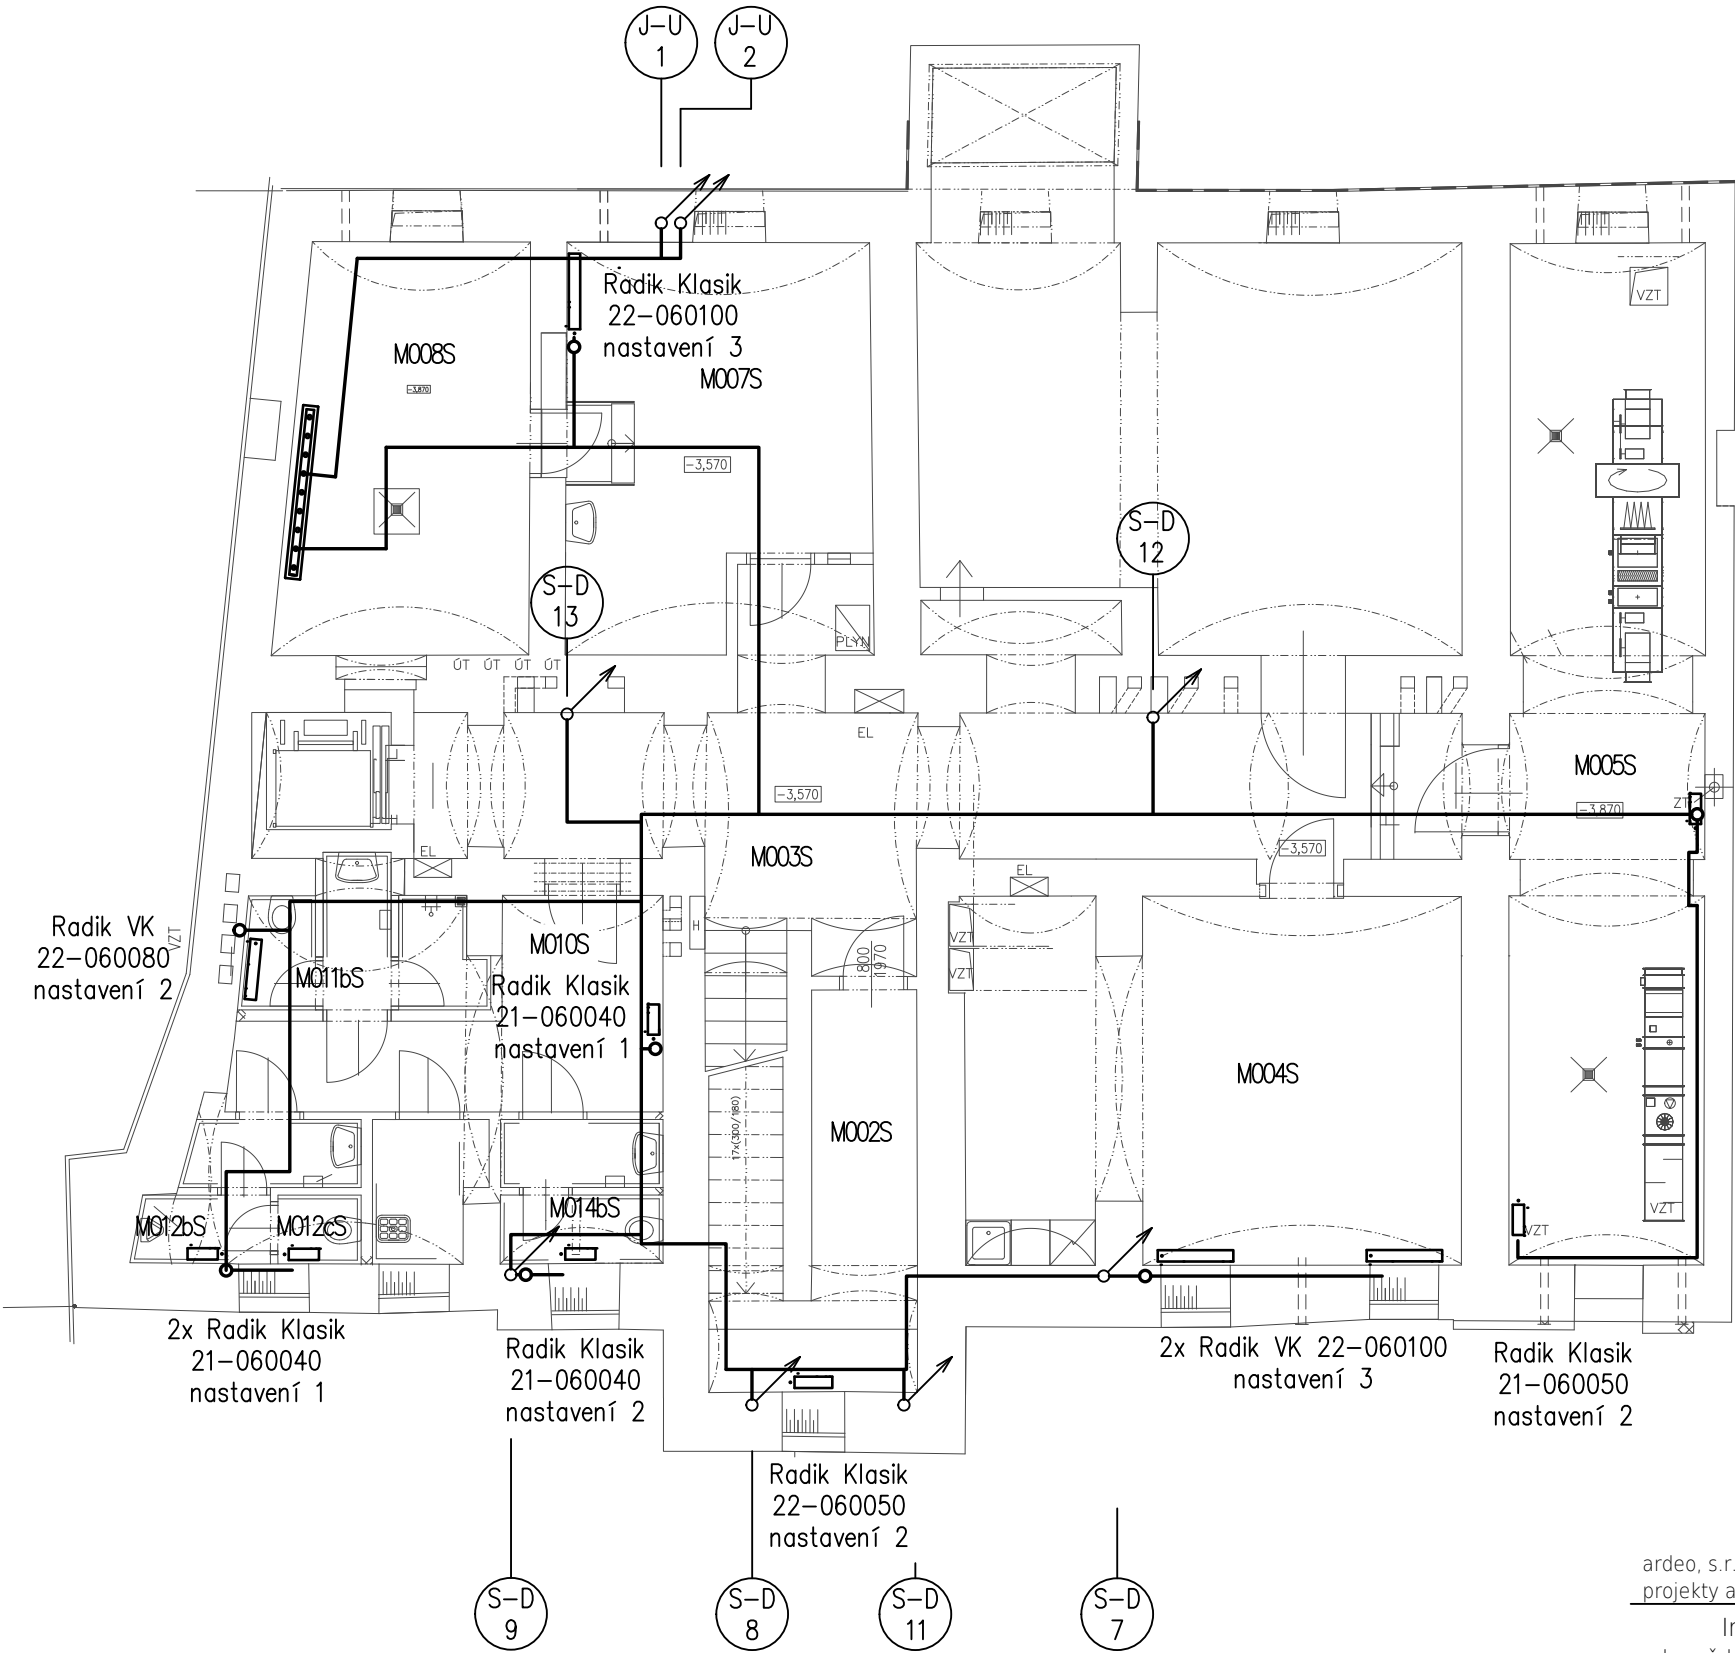 J-U
1
J-U
2
Radik Klasik
22-060100
nastavení 3
VZT
M008S
-3,870
M007S
-3,570
S-D
12
S-D
13
PLYN
ÚT ÚT ÚT ÚT
EL
M005S
-3,570
ZT
-3,870
M003S
-3,570
EL
EL
Radik VK
22-060080
nastavení 2
VZT
M010S
H
VZT
800
1970
VZT
M011bS
Radik Klasik
21-060040
nastavení 1
M004S
17x(300/180)
M002S
M014bS
M012bS
M012cS
VZT
VZT
2x Radik Klasik
21-060040
nastavení 1
Radik Klasik
21-060040
nastavení 2
2x Radik VK 22-060100
nastavení 3
Radik Klasik
21-060050
nastavení 2
Radik Klasik
22-060050
nastavení 2
S-D
9
S-D
8
S-D
11
S-D
7
ardeo, s.r.
projekty a